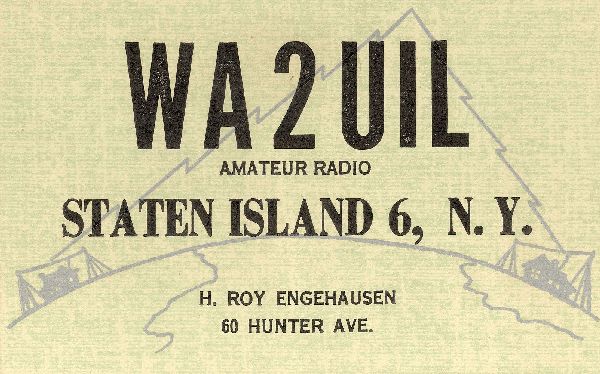 WA2UIL
AMATEUR RADIO
STATEN ISLAND 6, N. Y.
H. ROY ENGEHAUSEN
60 HUNTER AVE.